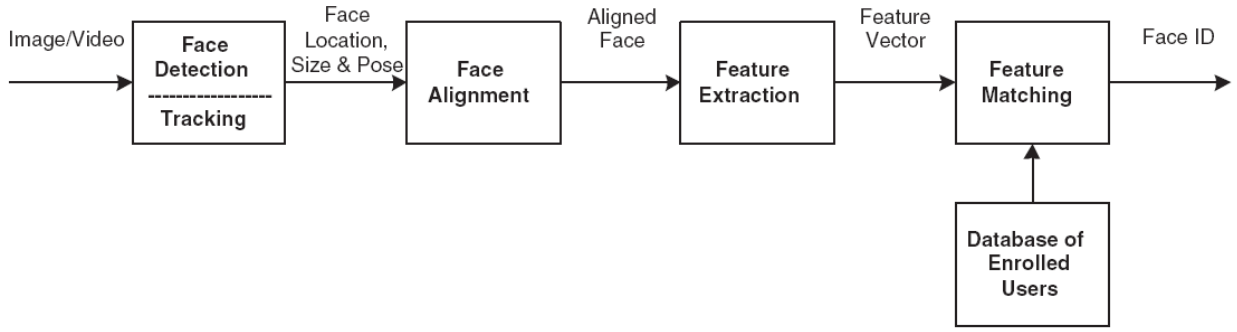 Image/Video
Face
Detection
------------------
Tracking
Face
Location,
Size & Pose
Face
Alignment
Aligned
Face
Feature
Extraction
Feature
Vector
Feature
Matching
Face ID
Database of
Enrolled
Users